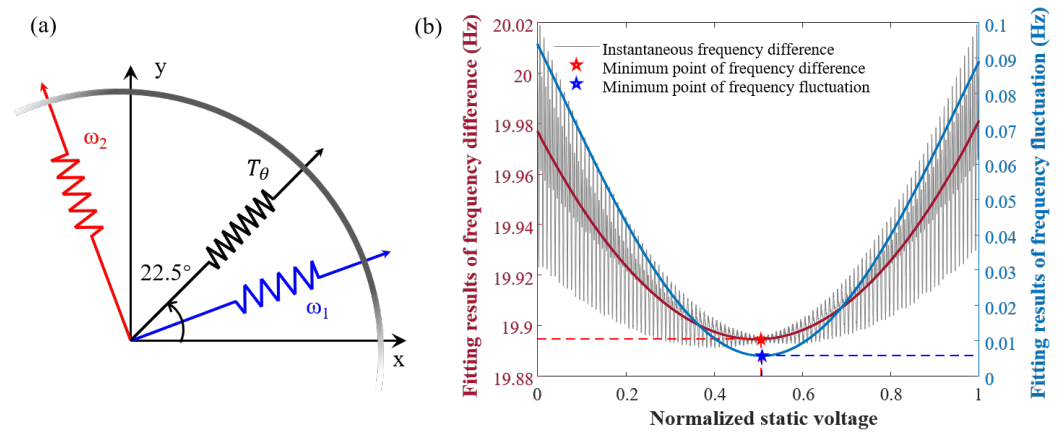 (a)
y
ω2
Tθ
22.5°
ω1
x
(b)
Fitting results of frequency difference (Hz)
20.02
20
19.98
19.96
19.94
19.92
19.9
19.88
Instantaneous frequency difference
Minimum point of frequency difference
Minimum point of frequency fluctuation
0.1
0.09
0.08
0.07
0.06
0.05
0.04
0.03
0.02
0.01
0
Fitting results of frequency fluctuation (Hz)
0 0.2 0.4 0.6 0.8 1
Normalized static voltage